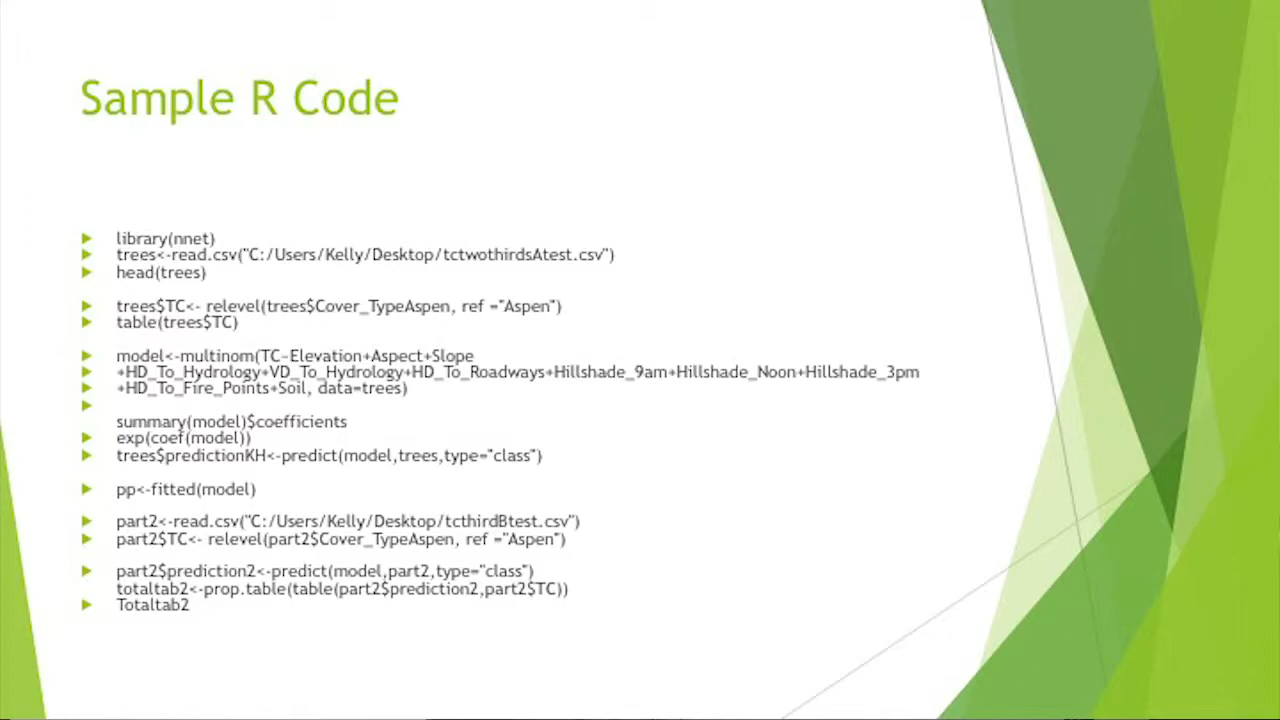 Sample R Code
library(nnet)
trees<-read.csv("C:/Users/Kelly/Desktop/tctwothirdsAtest.csv")
head(trees)
trees$TC<- relevel(trees$Cover_TypeAspen, ref ="Aspen")
table(trees$TC)
model<-multinom(TC~Elevation+Aspect+Slope
+HD_To_Hydrology+VD_To_Hydrology+HD_To_Roadways+Hillshade_9am+Hillshade_Noon+Hillshade_3pm
+HD_To_Fire_Points+Soil, data=trees)
summary(model)$coefficients
exp(coef(model))
trees$predictionKH<-predict(model,trees,type="class")
pp<-fitted(model)
part2<-read.csv("C:/Users/Kelly/Desktop/tcthirdBtest.csv")
part2$TC<- relevel(part2$Cover_TypeAspen, ref ="Aspen")
part2$prediction2<-predict(model,part2,type="class")
totaltab2<-prop.table(table(part2$prediction2,part2$TC))
Totaltab2